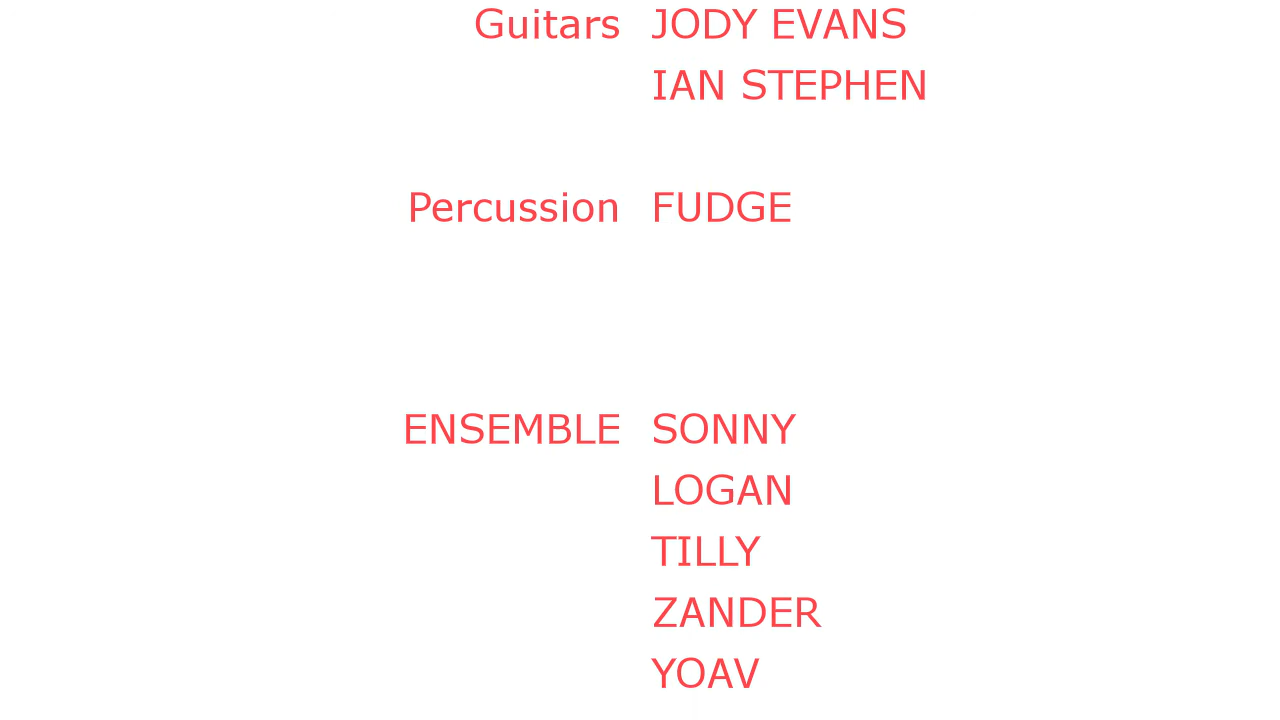 Guitars JODY EVANS
IAN STEPHEN
Percussion FUDGE
ENSEMBLE SONNY
LOGAN
TILLY
ZANDER
YOAV